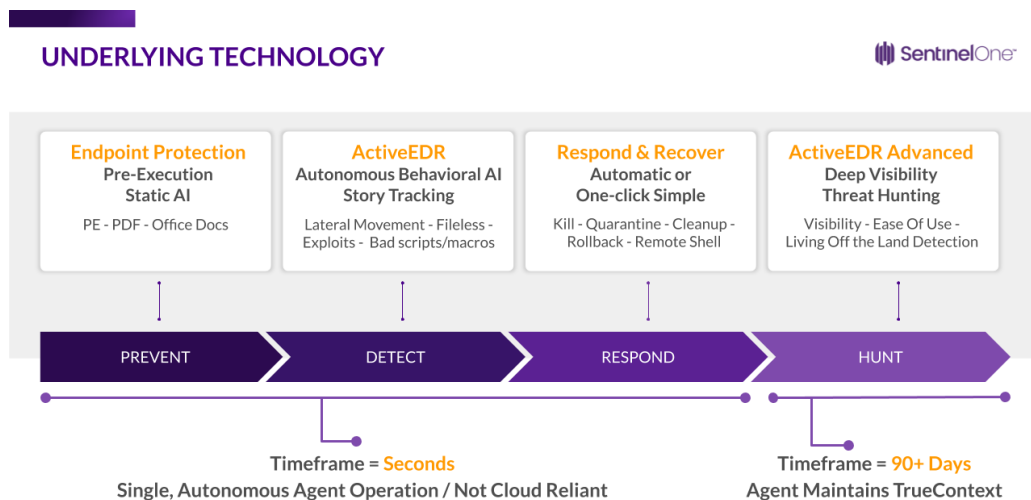 UNDERLYING TECHNOLOGY
SentinelOne
Endpoint Protection
Pre-Execution
Static AI
PE - PDF - Office Docs
ActiveEDR
Autonomous Behavioral AI
Story Tracking
Lateral Movement - Fileless -
Exploits - Bad scripts/macros
Respond & Recover
Automatic or
One-click Simple
Kill - Quarantine - Cleanup -
Rollback - Remote Shell
ActiveEDR Advanced
Deep Visibility
Threat Hunting
Visibility - Ease Of Use -
Living Off the Land Detection
PREVENT
DETECT
RESPOND
HUNT
Timeframe = Seconds
Single, Autonomous Agent Operation / Not Cloud Reliant
Timeframe = 90+ Days
Agent Maintains TrueContext